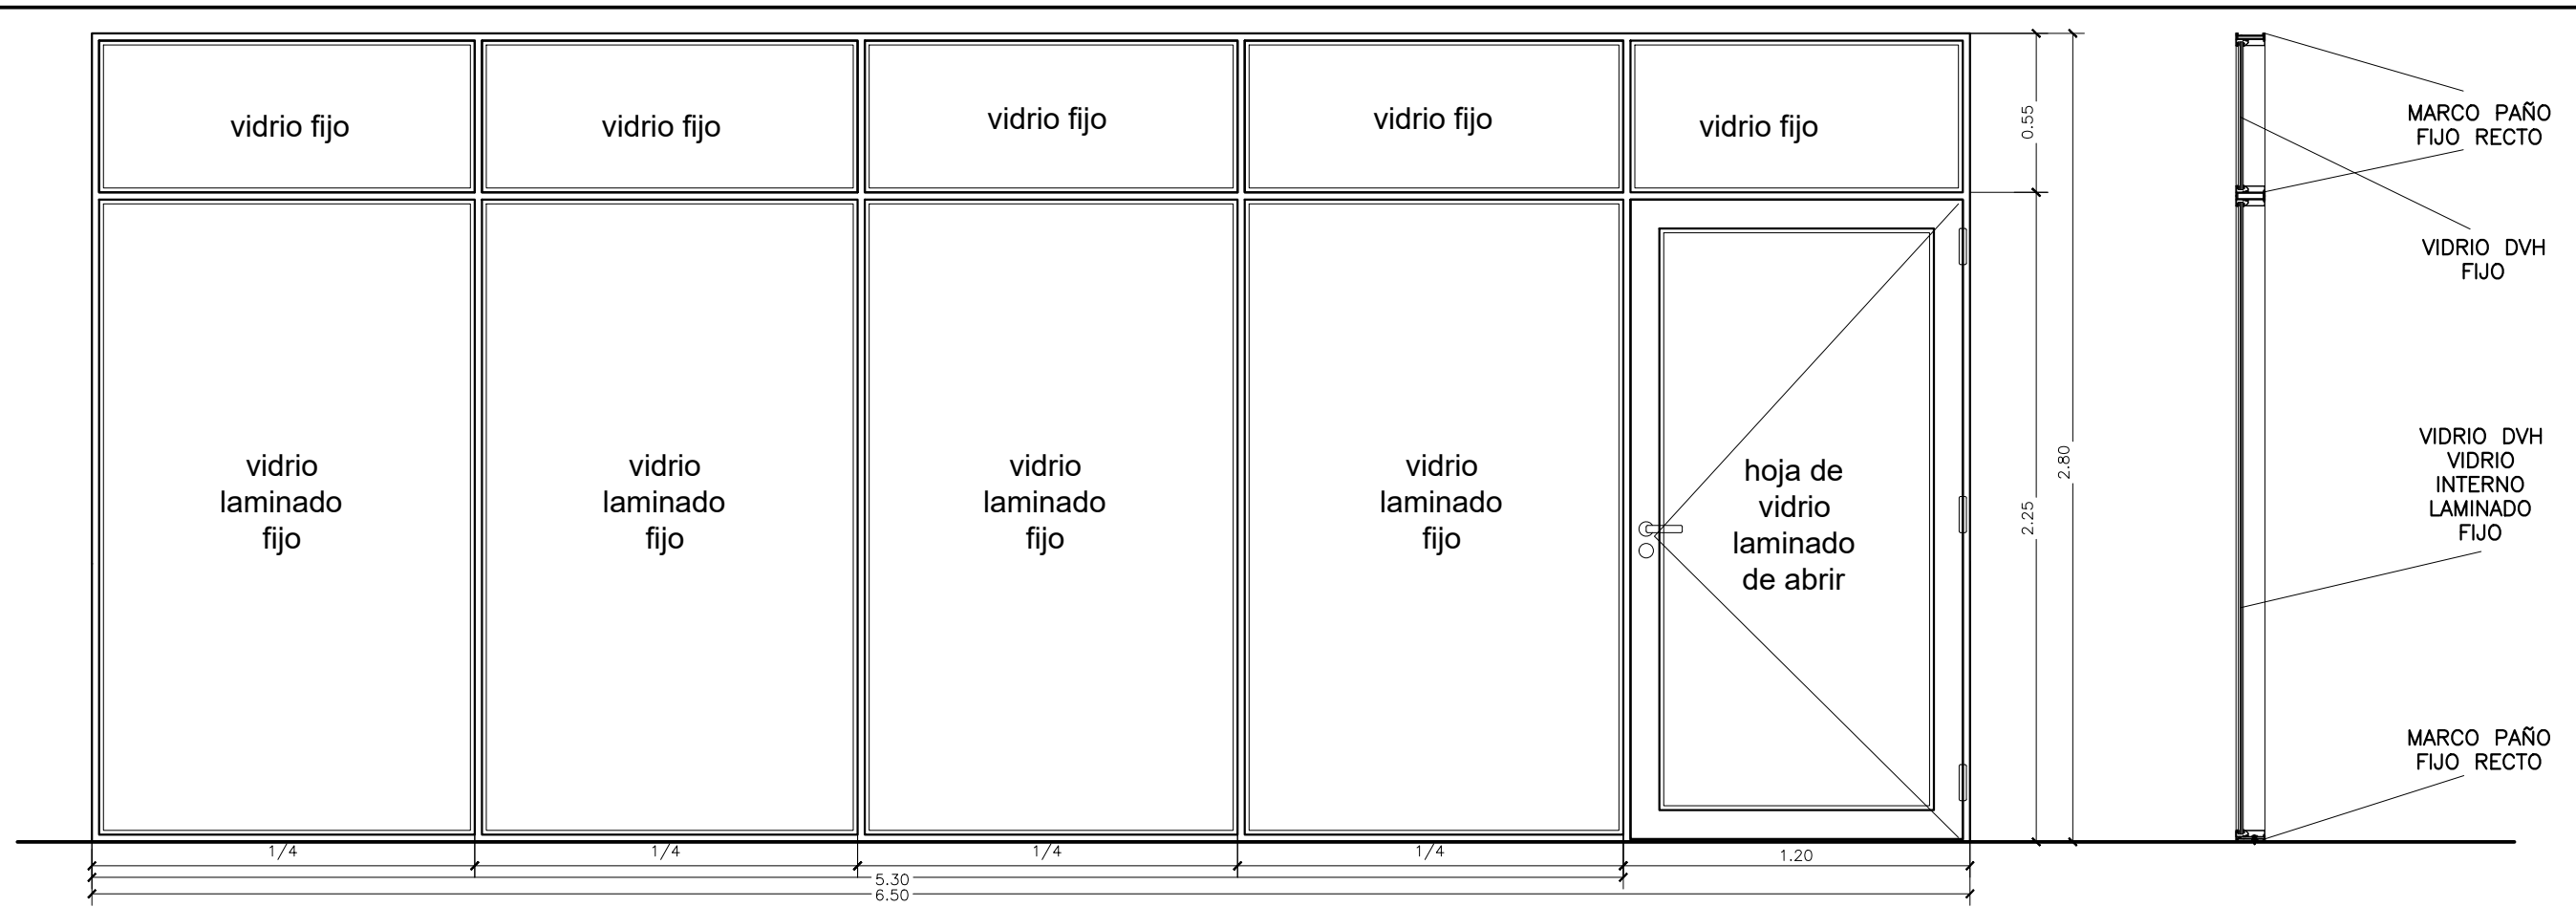 vidrio fijo
vidrio fijo
vidrio fijo
vidrio fijo
vidrio fijo
0.55
MARCO PAÑO
FIJO RECTO
VIDRIO DVH
FIJO
vidrio
laminado
fijo
vidrio
laminado
fijo
vidrio
laminado
fijo
vidrio
laminado
fijo
hoja de
vidrio
laminado
de abrir
2.25
2.80
VIDRIO DVH
VIDRIO
INTERNO
LAMINADO
FIJO
MARCO PAÑO
FIJO RECTO
1/4
1/4
1/4
1/4
1.20
5.30
6.50